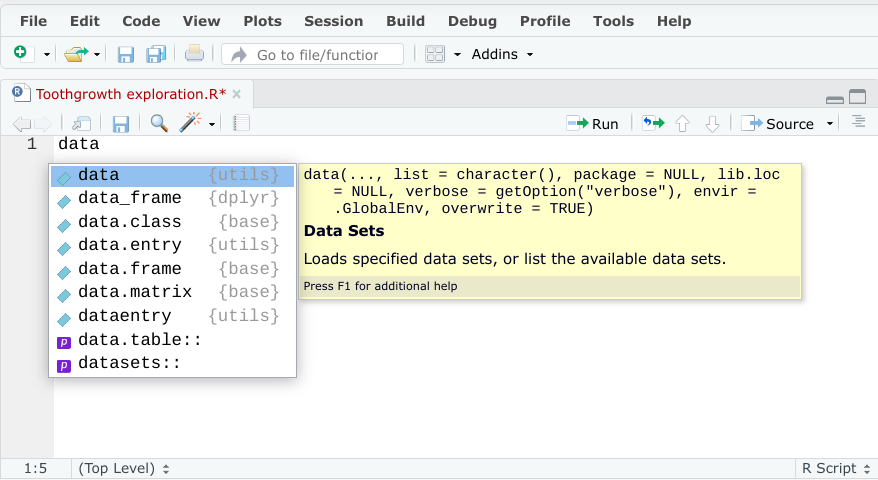 File Edit Code View Plots Session Build Debug Profile Tools Help
Go to file/function Addins
Toothgrowth exploration.R*
Run Source
1 data
data {utils}
data_frame {dplyr}
data.class {base}
data.entry {utils}
data.frame {base}
data.matrix {base}
dataentry {utils}
p data.table::
p datasets::
data(..., list = character(), package = NULL, lib.loc
= NULL, verbose = getOption("verbose"), envir =
.GlobalEnv, overwrite = TRUE)
Data Sets
Loads specified data sets, or list the available data sets.
Press F1 for additional help
1:5 (Top Level) R Script